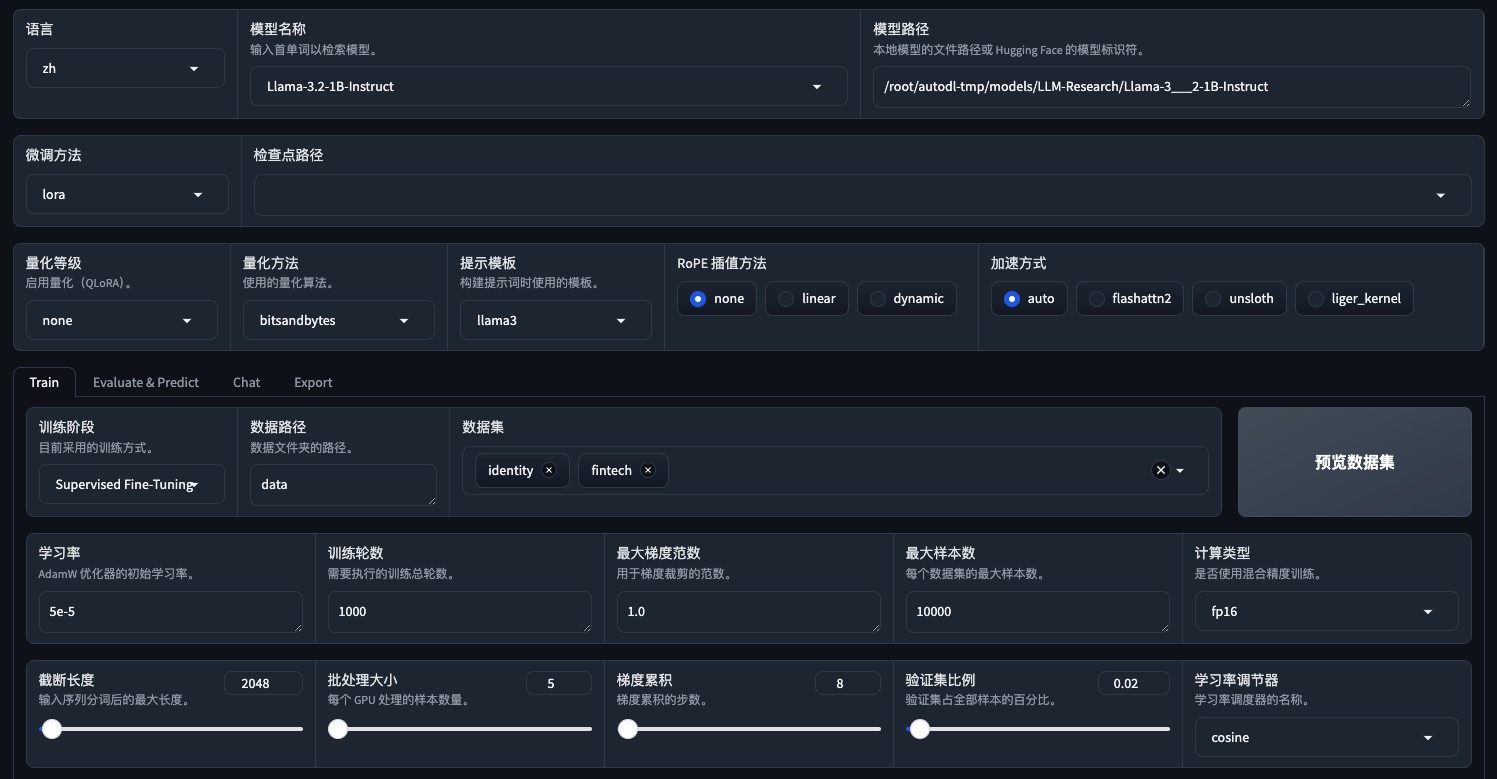 语言
zh
模型名称
输入首单词以检索模型。
Llama-3.2-1B-Instruct
模型路径
本地模型的文件路径或 Hugging Face 的模型标识符。
/root/autodl-tmp/models/LLM-Research/Llama-3___2-1B-Instruct
微调方法
lora
检查点路径
量化等级
启用量化（QLoRA）。
none
量化方法
使用的量化算法。
bitsandbytes
提示模板
构建提示词时使用的模板。
llama3
RoPE 插值方法
none
linear
dynamic
加速方式
auto
flashattn2
unsloth
liger_kernel
Train
Evaluate & Predict
Chat
Export
训练阶段
目前采用的训练方式。
Supervised Fine-Tuning
数据路径
数据文件夹的路径。
data
数据集
identity
fintech
预览数据集
学习率
AdamW 优化器的初始学习率。
5e-5
训练轮数
需要执行的训练总轮数。
1000
最大梯度范数
用于梯度裁剪的范数。
1.0
最大样本数
每个数据集的最大样本数。
10000
计算类型
是否使用混合精度训练。
fp16
截断长度
2048
输入序列分词后的最大长度。
批处理大小
5
每个 GPU 处理的样本数量。
梯度累积
8
梯度累积的步数。
验证集比例
0.02
验证集占全部样本的百分比。
学习率调节器
学习率调度器的名称。
cosine